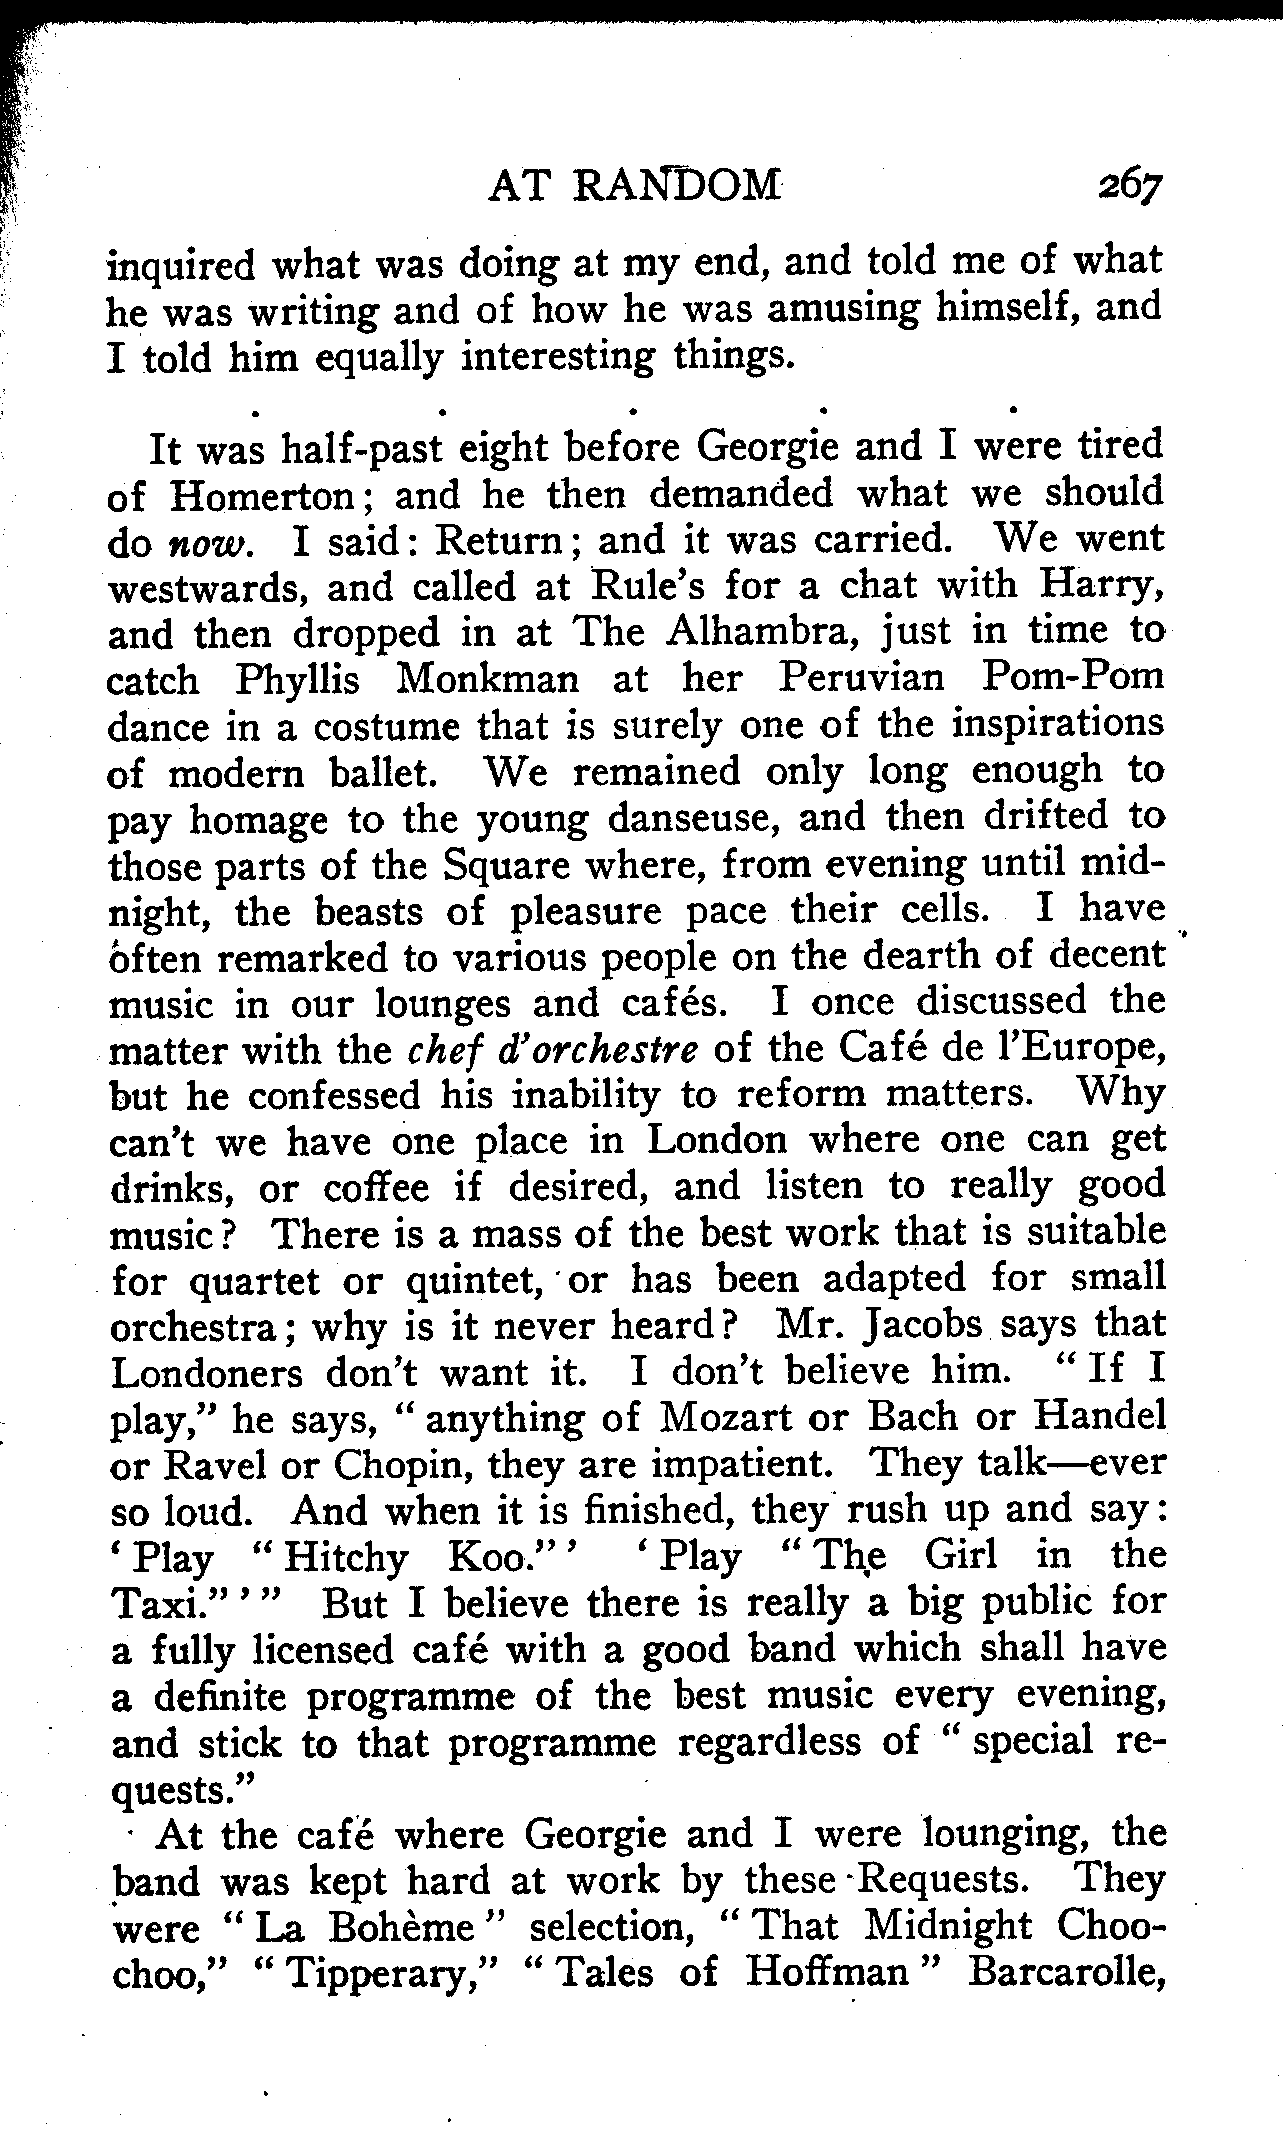 AT RANDOM 267
inquired what was doing at my end, and told me of what
he was writing and of how he was amusing himself, and
I told him equally interesting things.
. . . . .
It was half-past eight before Georgie and I were tired
of Homerton; and he then demanded what we should
do now. I said: Return; and it was carried. We went
westwards, and called at Rule's for a chat with Harry,
and then dropped in at The Alhambra, just in time to
catch Phyllis Monkman at her Peruvian Pom-Pom
dance in a costume that is surely one of the inspirations
of modern ballet. We remained only long enough to
pay homage to the young danseuse, and then drifted to
those parts of the Square where, from evening until mid-
night, the beasts of pleasure pace their cells. I have
often remarked to various people on the dearth of decent
music in our lounges and cafés. I once discussed the
matter with the chef d'orchestre of the Café de l'Europe,
but he confessed his inability to reform matters. Why
can't we have one place in London where one can get
drinks, or coffee if desired, and listen to really good
music? There is a mass of the best work that is suitable
for quartet or quintet, or has been adapted for small
orchestra; why is it never heard? Mr. Jacobs says that
Londoners don't want it. I don't believe him. "If I
play," he says, "anything of Mozart or Bach or Handel
or Ravel or Chopin, they are impatient. They talk—ever
so loud. And when it is finished, they rush up and say:
'Play "Hitchy Koo."' 'Play "The Girl in the
Taxi."'" But I believe there is really a big public for
a fully licensed café with a good band which shall have
a definite programme of the best music every evening,
and stick to that programme regardless of "special re-
quests."
At the café where Georgie and I were lounging, the
band was kept hard at work by these Requests. They
were "La Bohème" selection, "That Midnight Choo-
choo," "Tipperary," "Tales of Hoffman" Barcarolle,